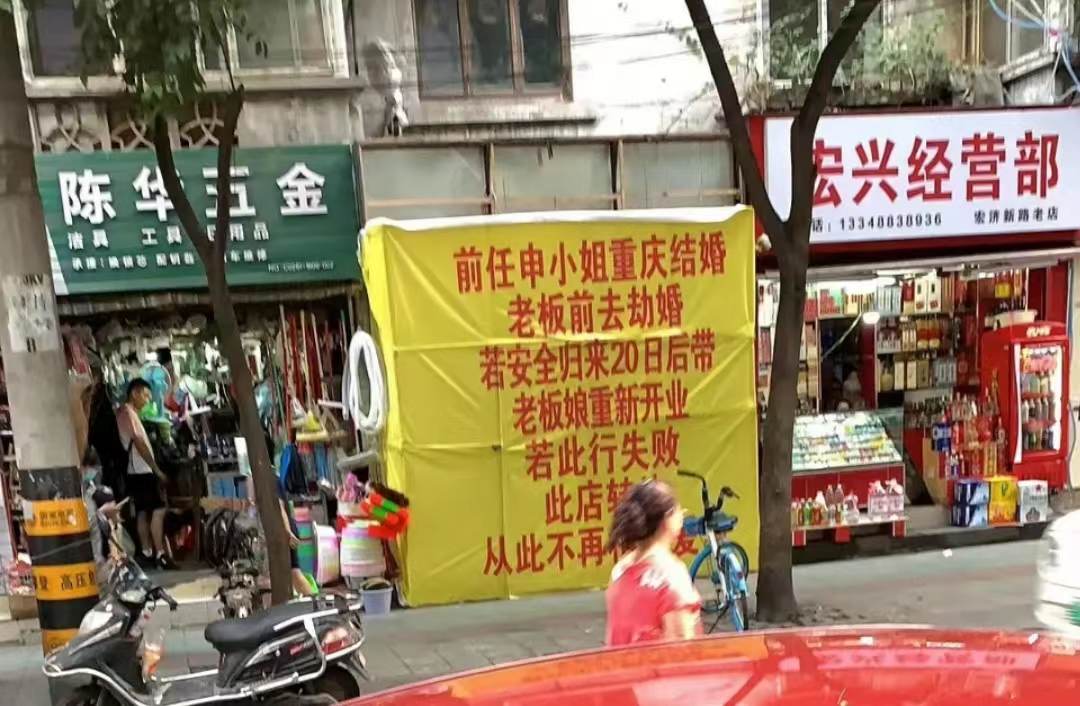 陈华五金
洁具 工具 用品
前任申小姐重庆结婚
老板前去劫婚
若安全归来20日后带
老板娘重新开业
若此行失败
此店转
从此不再
宏兴经营部
话：13348838936 宏济新路老店
高压